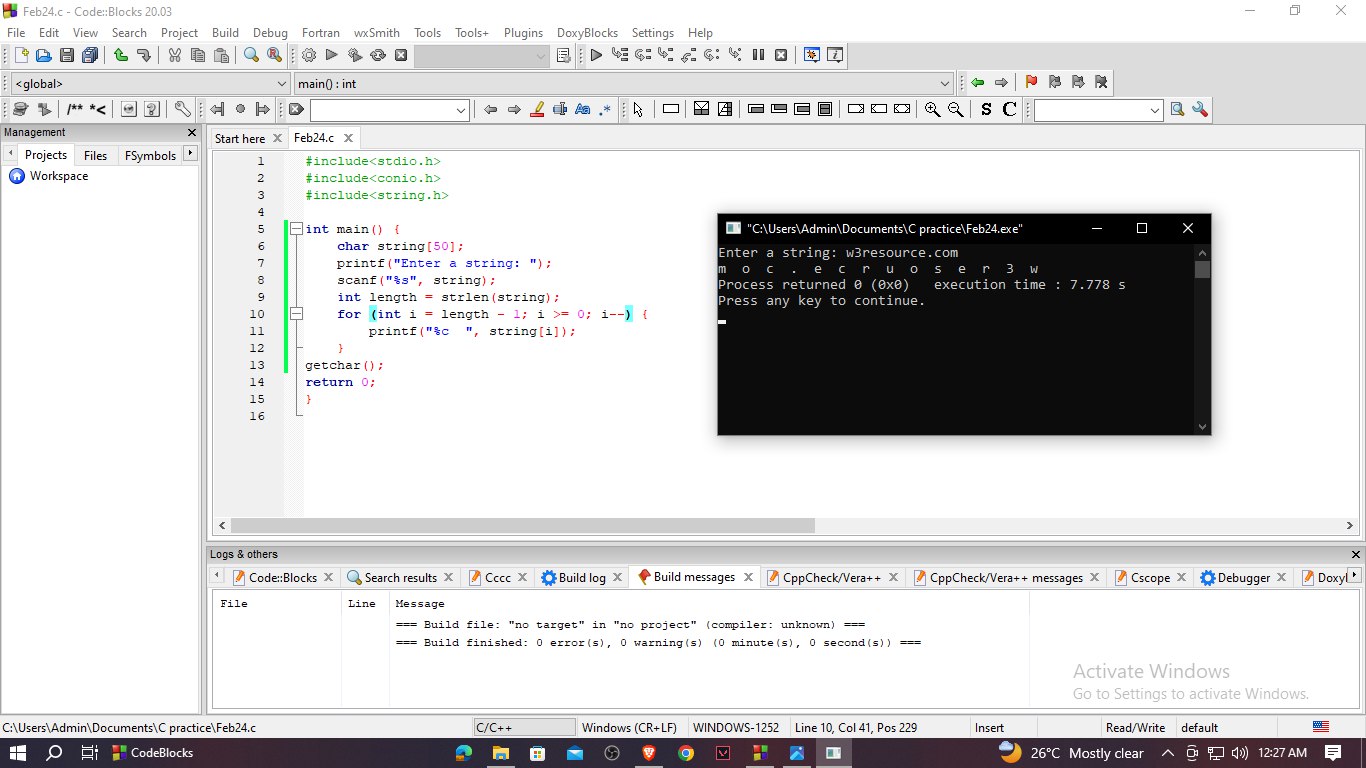 Feb24.c - Code::Blocks 20.03
File Edit View Search Project Build Debug Fortran wxSmith Tools Tools+ Plugins DoxyBlocks Settings Help
<global> main() : int
/** *< Aa .* S C
Management
Projects Files FSymbols
Workspace
Start here Feb24.c
1 #include<stdio.h>
2 #include<conio.h>
3 #include<string.h>
4
5 int main() {
6 char string[50];
7 printf("Enter a string: ");
8 scanf("%s", string);
9 int length = strlen(string);
10 for (int i = length - 1; i >= 0; i--) {
11 printf("%c  ", string[i]);
12 }
13 getchar();
14 return 0;
15 }
16
"C:\Users\Admin\Documents\C practice\Feb24.exe"
Enter a string: w3resource.com
m o c . e c r u o s e r 3 w
Process returned 0 (0x0)   execution time : 7.778 s
Press any key to continue.
Logs & others
Code::Blocks Search results Cccc Build log Build messages CppCheck/Vera++ CppCheck/Vera++ messages Cscope Debugger Doxyl
File Line Message
=== Build file: "no target" in "no project" (compiler: unknown) ===
=== Build finished: 0 error(s), 0 warning(s) (0 minute(s), 0 second(s)) ===
Activate Windows
Go to Settings to activate Windows.
C:\Users\Admin\Documents\C practice\Feb24.c C/C++ Windows (CR+LF) WINDOWS-1252 Line 10, Col 41, Pos 229 Insert Read/Write default
CodeBlocks 26°C Mostly clear 12:27 AM